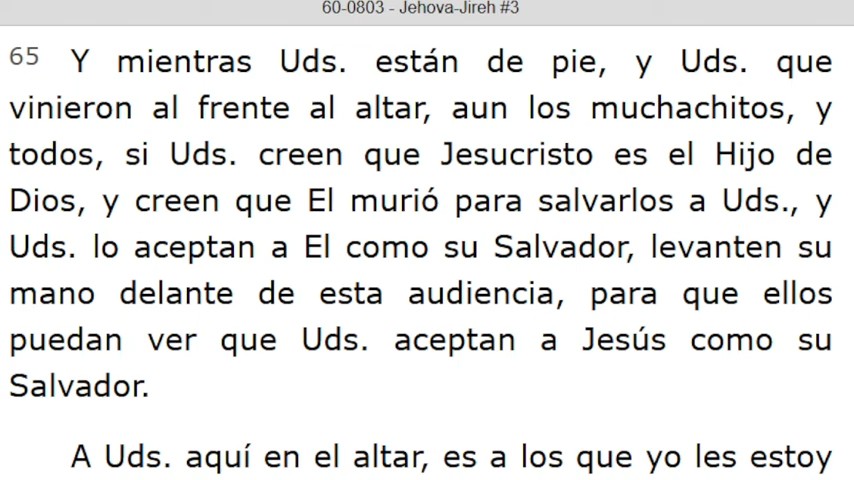 60-0803 - Jehova-Jireh #3
65 Y mientras Uds. están de pie, y Uds. que
vinieron al frente al altar, aun los muchachitos, y
todos, si Uds. creen que Jesucristo es el Hijo de
Dios, y creen que El murió para salvarlos a Uds., y
Uds. lo aceptan a El como su Salvador, levanten su
mano delante de esta audiencia, para que ellos
puedan ver que Uds. aceptan a Jesús como su
Salvador.
A Uds. aquí en el altar, es a los que yo les estoy